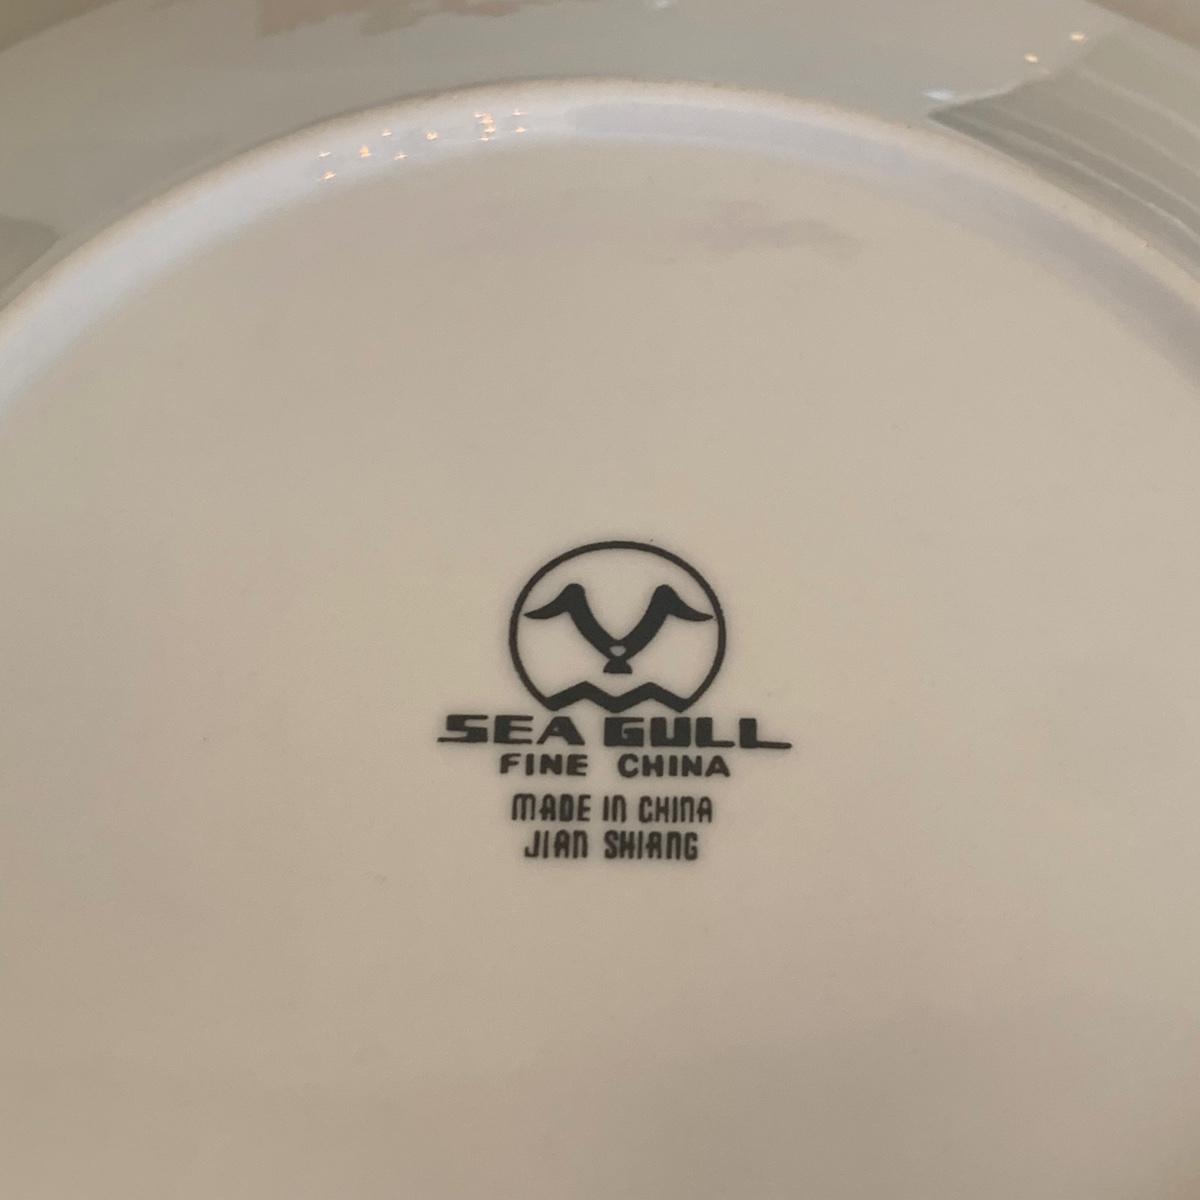 SEA GULL
FINE CHINA
MADE IN CHINA
JIAN SHIANG